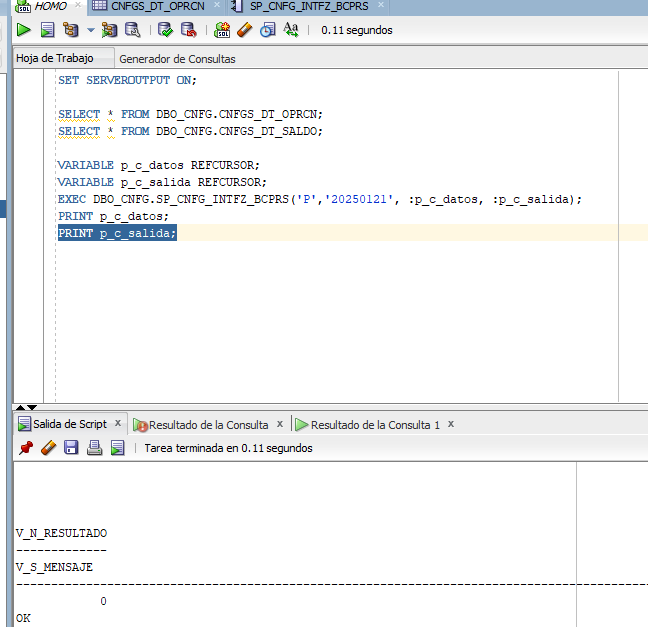 HOMO × CNFGS_DT_OPRCN × SP_CNFG_INTFZ_BCPRS ×
0.11 segundos
Hoja de Trabajo Generador de Consultas
SET SERVEROUTPUT ON;
SELECT * FROM DBO_CNFG.CNFGS_DT_OPRCN;
SELECT * FROM DBO_CNFG.CNFGS_DT_SALDO;
VARIABLE p_c_datos REFCURSOR;
VARIABLE p_c_salida REFCURSOR;
EXEC DBO_CNFG.SP_CNFG_INTFZ_BCPRS('P','20250121', :p_c_datos, :p_c_salida);
PRINT p_c_datos;
PRINT p_c_salida;
Salida de Script × Resultado de la Consulta × Resultado de la Consulta 1 ×
Tarea terminada en 0.11 segundos
V_N_RESULTADO
-------------
V_S_MENSAJE
--------------------------------------------------------------------------------
0
OK